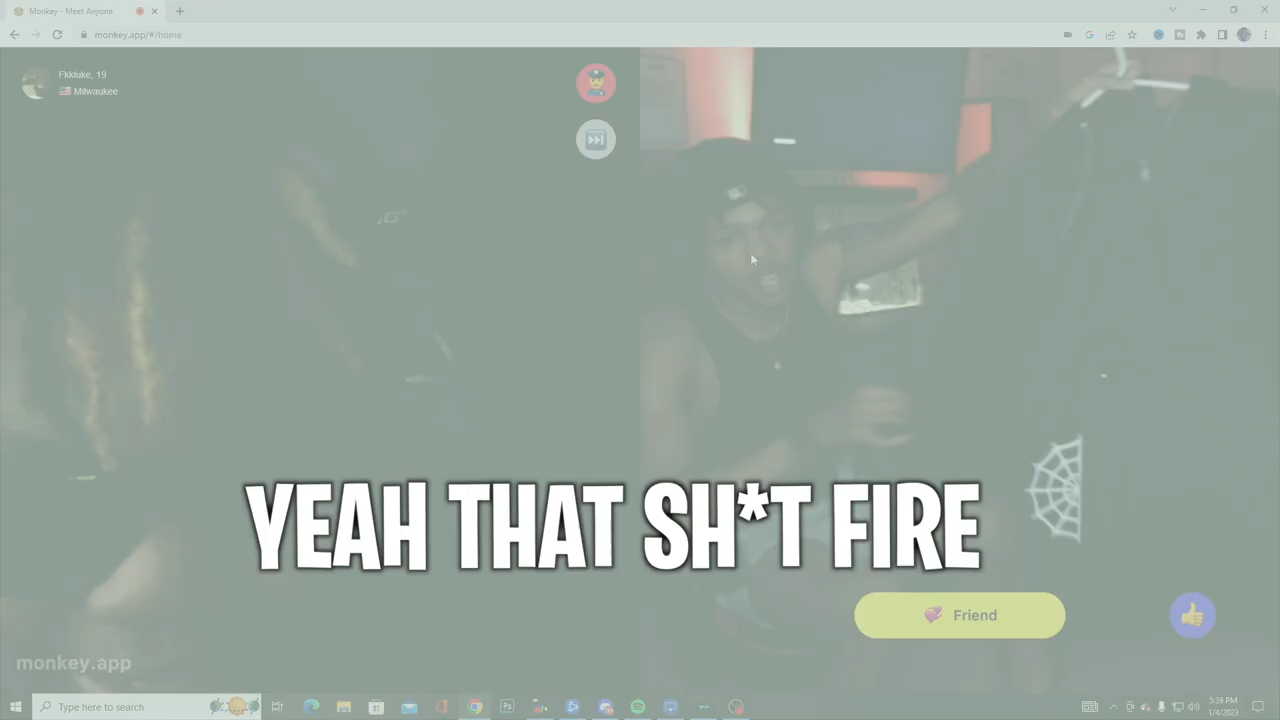 Monkey - Meet Anyone
monkey.app/#/home
Fkkluke, 19
Milwaukee
YEAH THAT SH*T FIRE
Friend
monkey.app
Type here to search
5:39 PM
1/4/2023